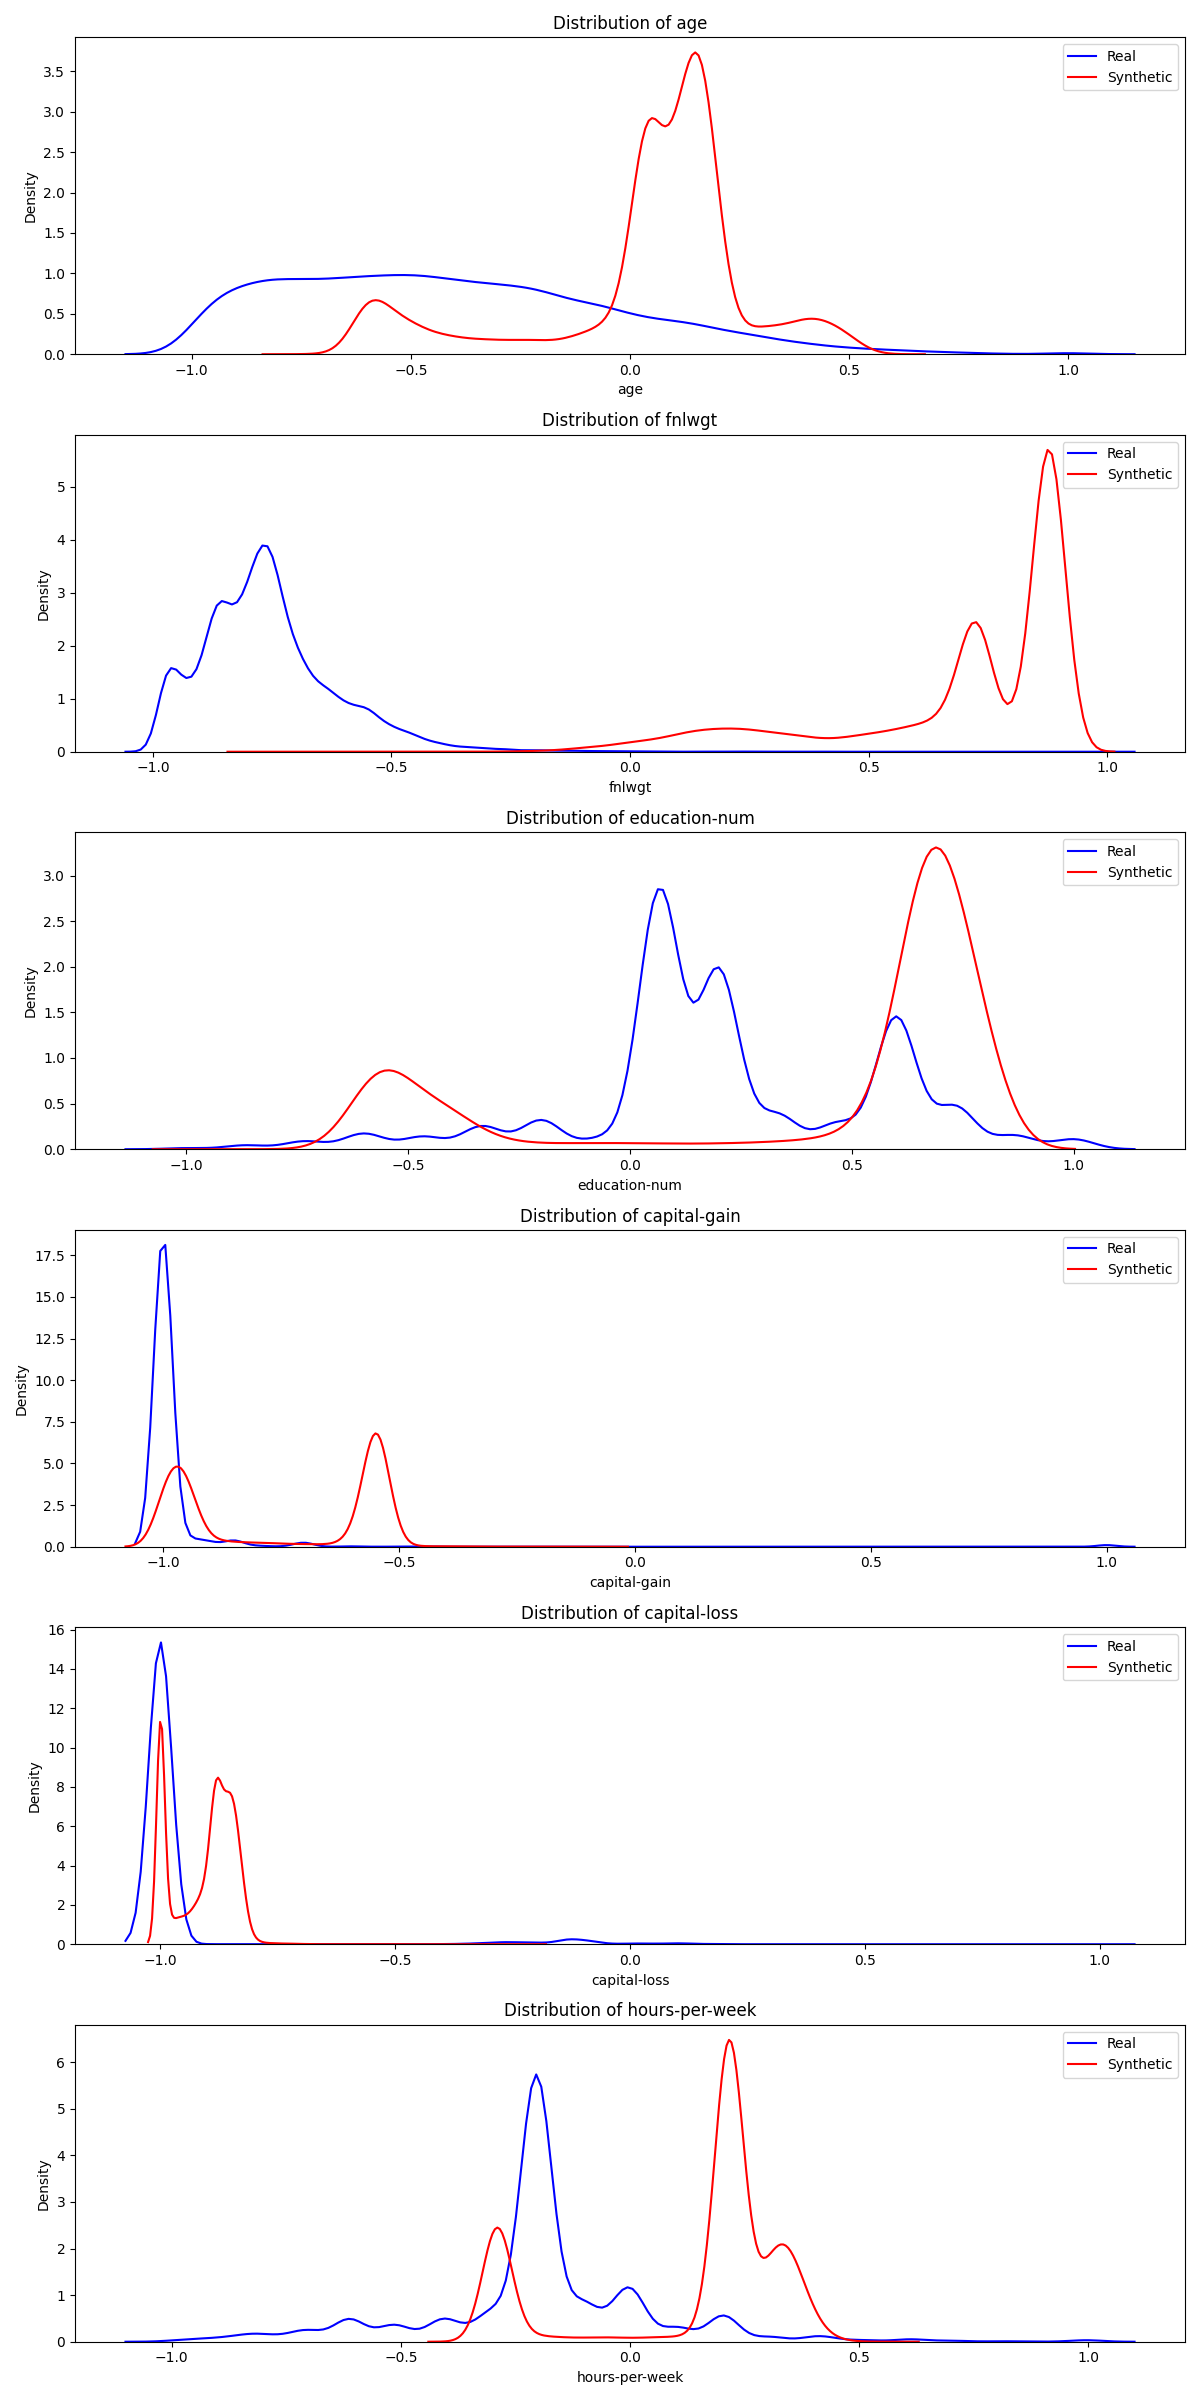 Distribution of age
Real
Synthetic
3.5
3.0
2.5
2.0
1.5
1.0
0.5
0.0
Density
−1.0 −0.5 0.0 0.5 1.0
age
Distribution of fnlwgt
Real
Synthetic
5
4
3
2
1
0
Density
−1.0 −0.5 0.0 0.5 1.0
fnlwgt
Distribution of education-num
Real
Synthetic
3.0
2.5
2.0
1.5
1.0
0.5
0.0
Density
−1.0 −0.5 0.0 0.5 1.0
education-num
Distribution of capital-gain
Real
Synthetic
17.5
15.0
12.5
10.0
7.5
5.0
2.5
0.0
Density
−1.0 −0.5 0.0 0.5 1.0
capital-gain
Distribution of capital-loss
Real
Synthetic
16
14
12
10
8
6
4
2
0
Density
−1.0 −0.5 0.0 0.5 1.0
capital-loss
Distribution of hours-per-week
Real
Synthetic
6
5
4
3
2
1
0
Density
−1.0 −0.5 0.0 0.5 1.0
hours-per-week